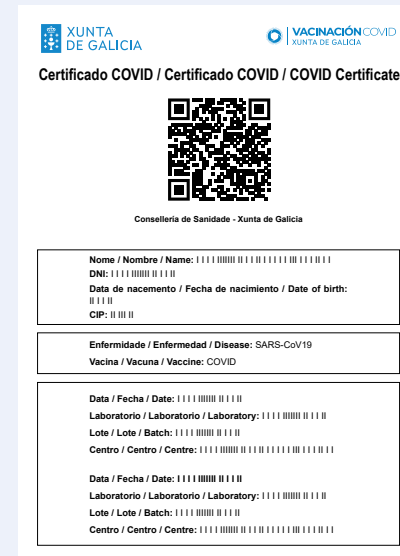 XUNTA
DE GALICIA
VACINACIÓN COVID
XUNTA DE GALICIA
Certificado COVID / Certificado COVID / COVID Certificate
Consellería de Sanidade - Xunta de Galicia
Nome / Nombre / Name:
DNI:
Data de nacemento / Fecha de nacimiento / Date of birth:
CIP:
Enfermidade / Enfermedad / Disease: SARS-CoV19
Vacina / Vacuna / Vaccine: COVID
Data / Fecha / Date:
Laboratorio / Laboratorio / Laboratory:
Lote / Lote / Batch:
Centro / Centro / Centre:
Data / Fecha / Date:
Laboratorio / Laboratorio / Laboratory:
Lote / Lote / Batch:
Centro / Centro / Centre: